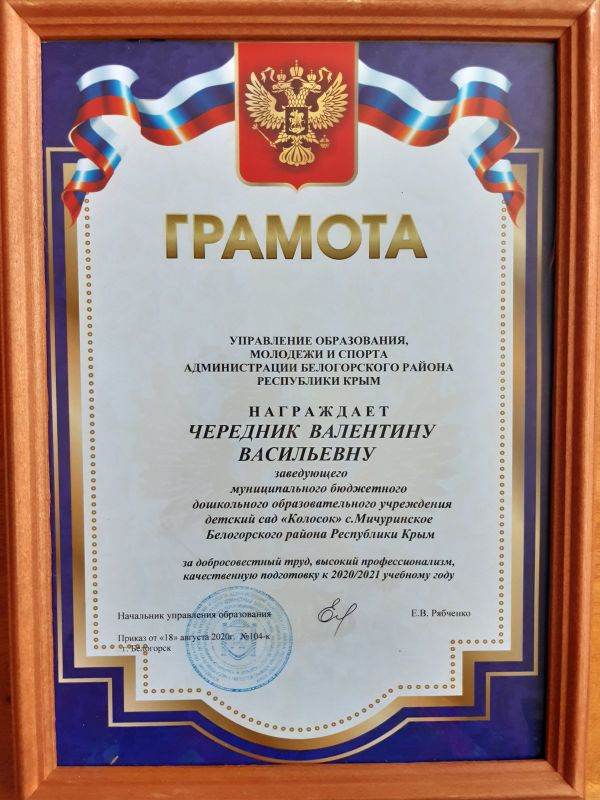 ГРАМОТА
УПРАВЛЕНИЕ ОБРАЗОВАНИЯ,
МОЛОДЕЖИ И СПОРТА
АДМИНИСТРАЦИИ БЕЛОГОРСКОГО РАЙОНА
РЕСПУБЛИКИ КРЫМ
НАГРАЖДАЕТ
ЧЕРЕДНИК ВАЛЕНТИНУ
ВАСИЛЬЕВНУ
заведующего
муниципального бюджетного
дошкольного образовательного учреждения
детский сад «Колосок» с.Мичуринское
Белогорского района Республики Крым
за добросовестный труд, высокий профессионализм,
качественную подготовку к 2020/2021 учебному году
Начальник управления образования Е.В. Рябченко
Приказ от «18» августа 2020г. №104-к
г. Белогорск